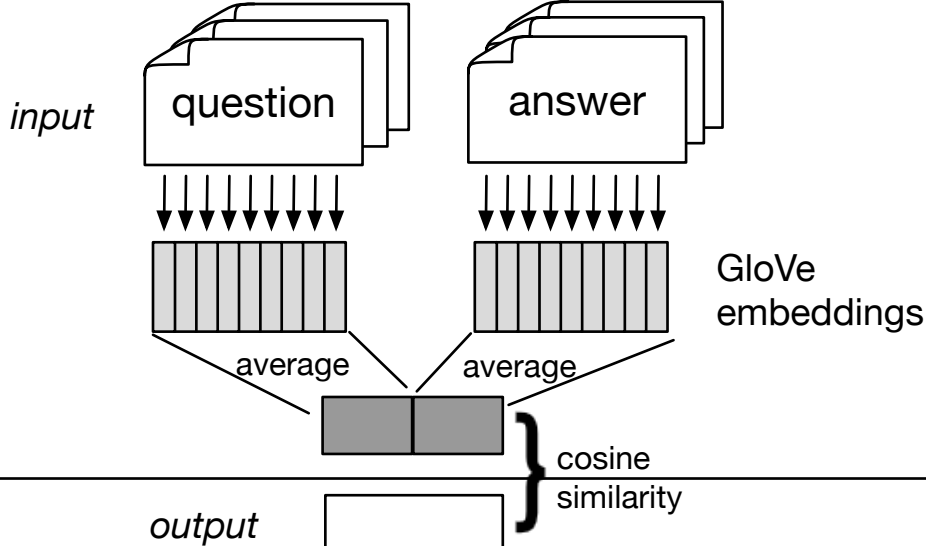 input
question
answer
GloVe
embeddings
average
average
cosine
similarity
output